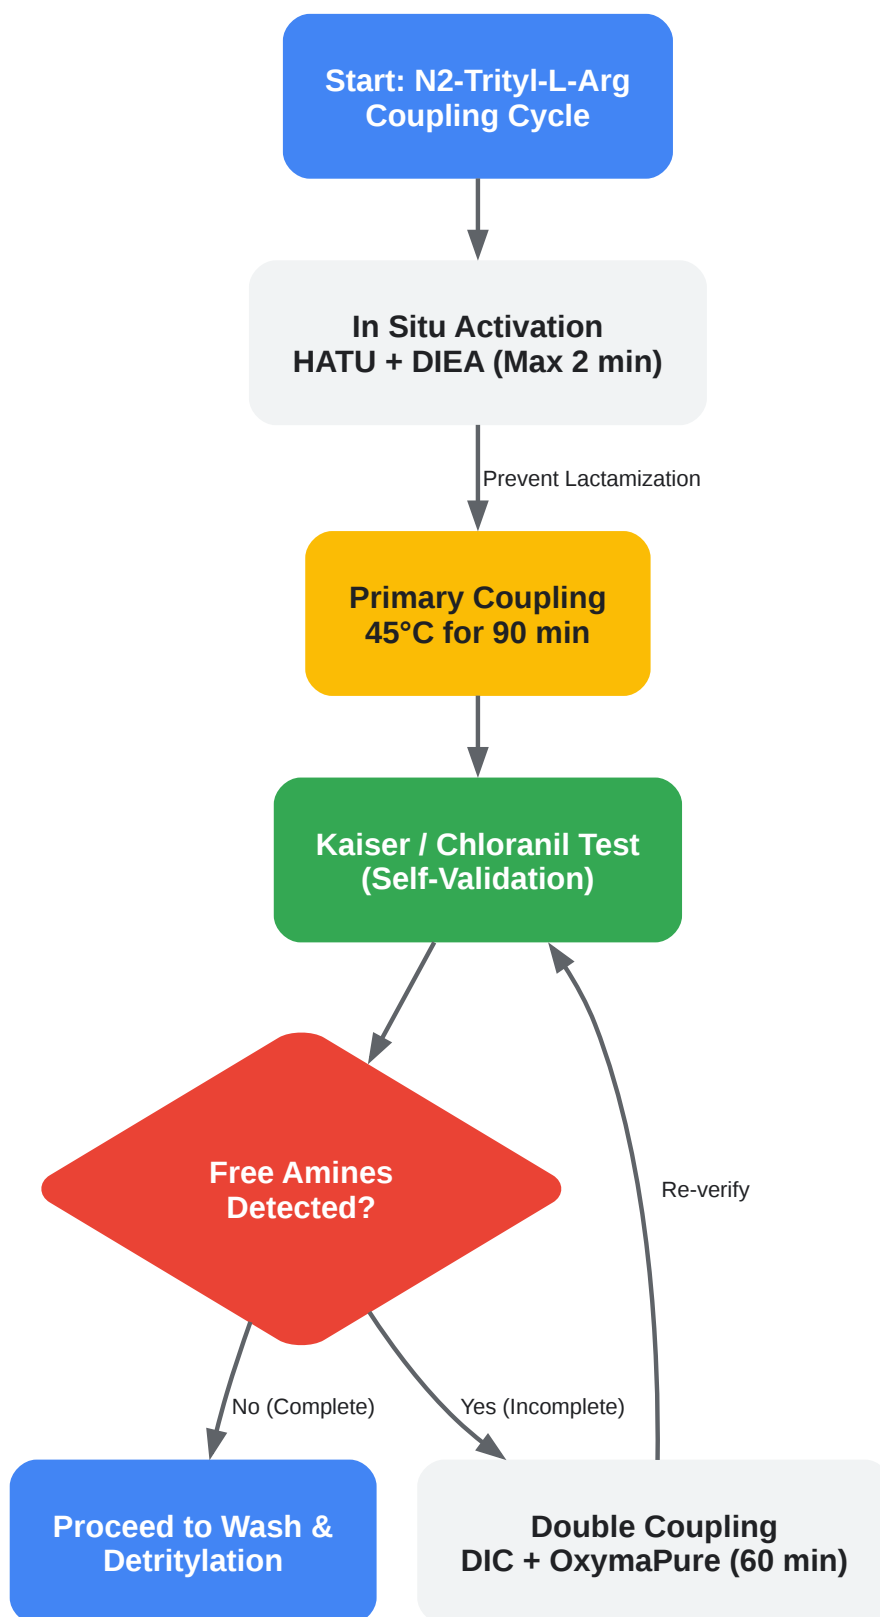 Start: N2-Trityl-L-Arg
Coupling Cycle
In Situ Activation
HATU + DIEA (Max 2 min)
Prevent Lactamization
Primary Coupling
45°C for 90 min
Kaiser / Chloranil Test
(Self-Validation)
Free Amines
Detected?
Re-verify
No (Complete)
Yes (Incomplete)
Proceed to Wash &
Detritylation
Double Coupling
DIC + OxymaPure (60 min)